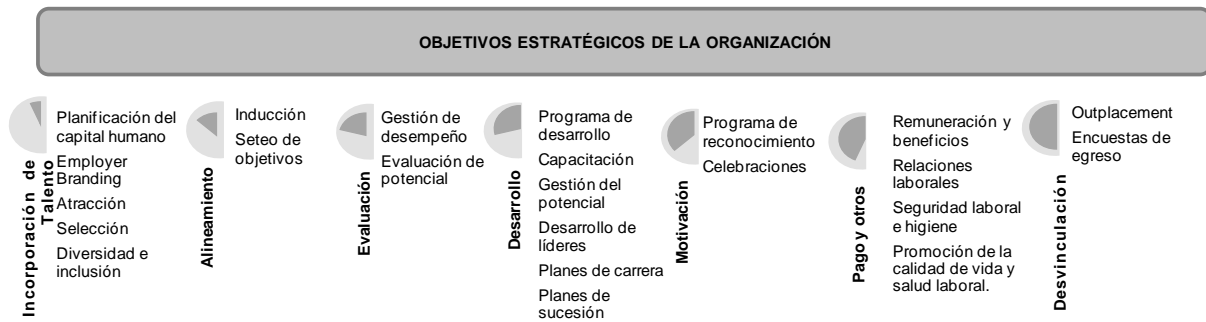 OBJETIVOS ESTRATÉGICOS DE LA ORGANIZACIÓN
Incorporación de
Talento
Planificación del
capital humano
Employer
Branding
Atracción
Selección
Diversidad e
inclusión
Alineamiento
Inducción
Seteo de
objetivos
Evaluación
Gestión de
desempeño
Evaluación de
potencial
Desarrollo
Programa de
desarrollo
Capacitación
Gestión del
potencial
Desarrollo de
líderes
Planes de carrera
Planes de
sucesión
Motivación
Programa de
reconocimiento
Celebraciones
Pago y otros
Remuneración y
beneficios
Relaciones
laborales
Seguridad laboral
e higiene
Promoción de la
calidad de vida y
salud laboral.
Desvinculación
Outplacement
Encuestas de
egreso